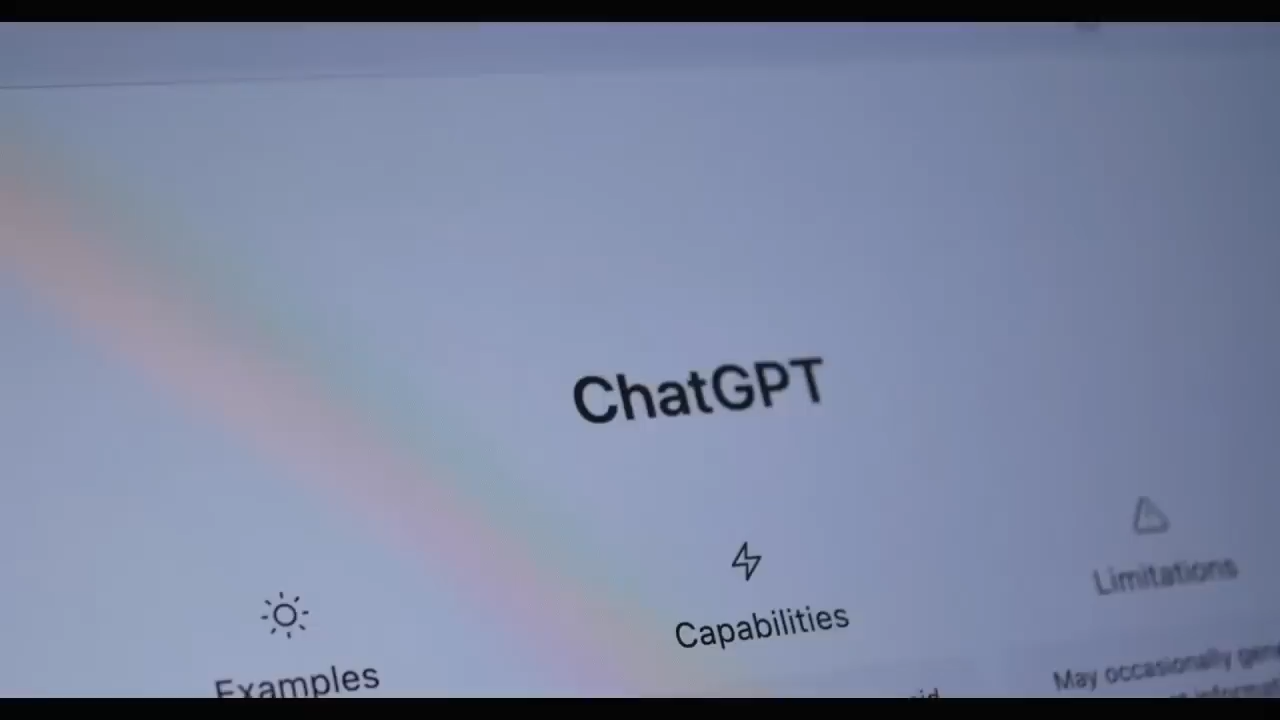 ChatGPT
Examples
Capabilities
Limitations
May occasionally